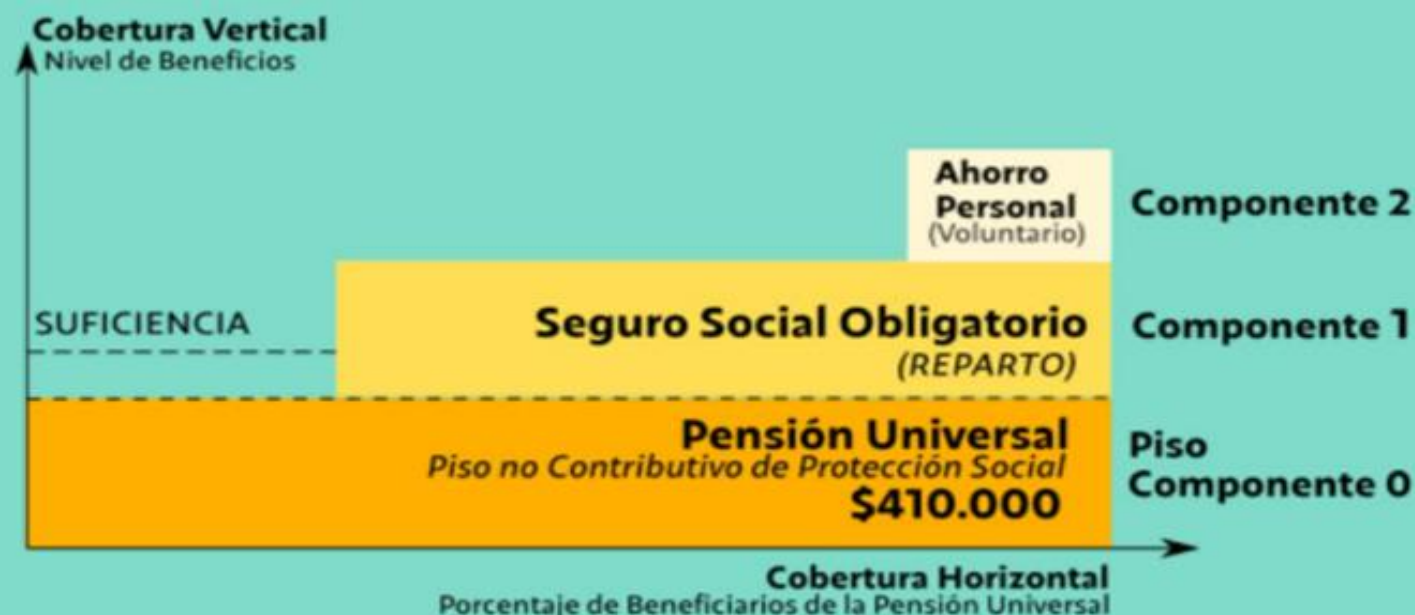 Cobertura Vertical
Nivel de Beneficios
Ahorro
Personal
(Voluntario)
Componente 2
SUFICIENCIA
Seguro Social Obligatorio
(REPARTO)
Componente 1
Pensión Universal
Piso no Contributivo de Protección Social
$410.000
Piso
Componente 0
Cobertura Horizontal
Porcentaje de Beneficiarios de la Pensión Universal